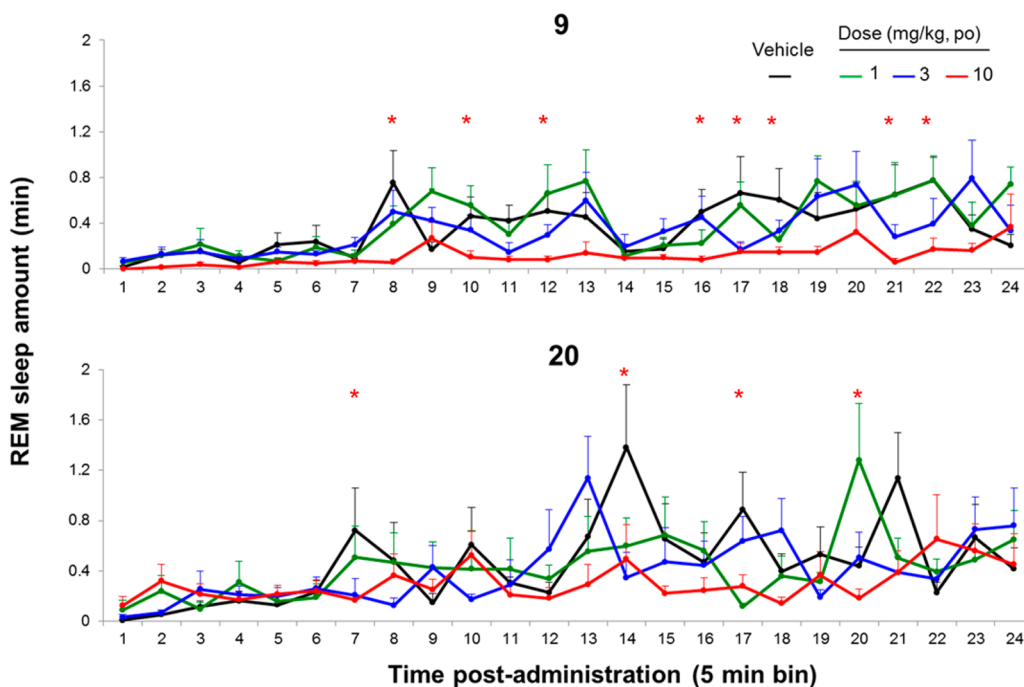 9
Dose (mg/kg, po)
Vehicle
1 3 10
2
1.6
1.2
0.8
0.4
0
* * * * * * * *
1 2 3 4 5 6 7 8 9 10 11 12 13 14 15 16 17 18 19 20 21 22 23 24
20
2
1.6
1.2
0.8
0.4
0
* * * *
1 2 3 4 5 6 7 8 9 10 11 12 13 14 15 16 17 18 19 20 21 22 23 24
REM sleep amount (min)
Time post-administration (5 min bin)